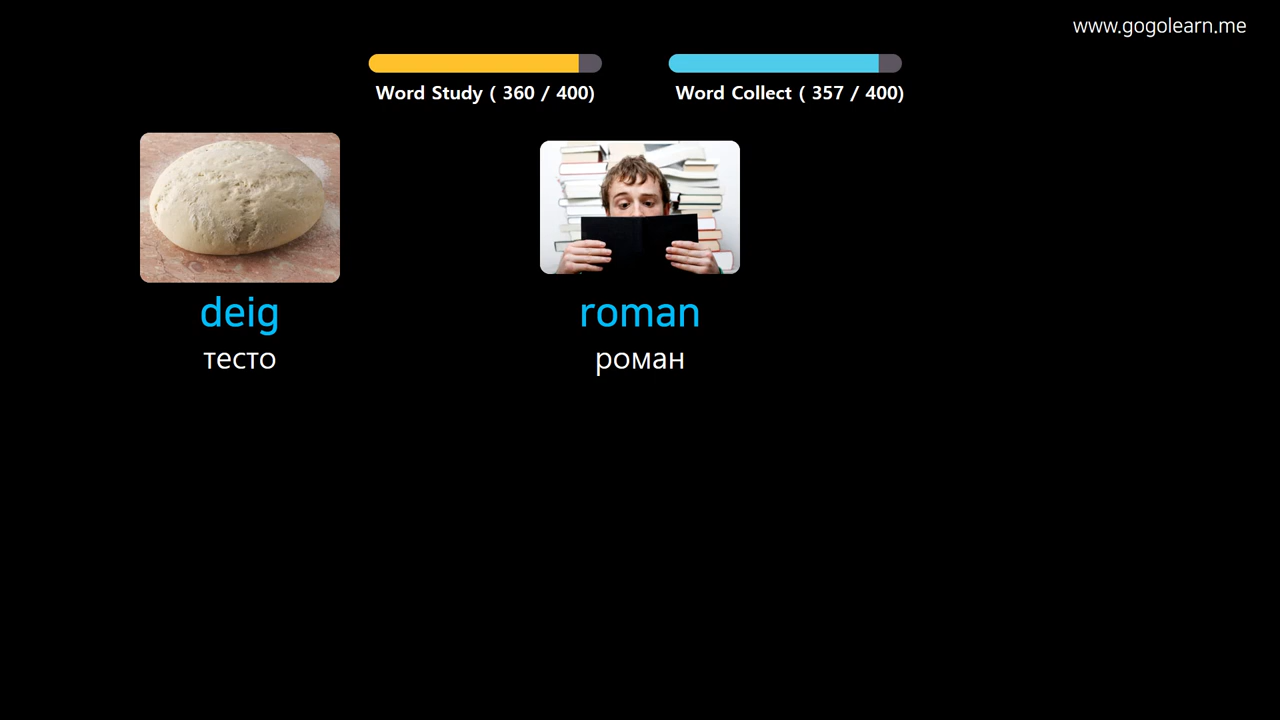 www.gogolearn.me
Word Study ( 360 / 400)
Word Collect ( 357 / 400)
deig
тесто
roman
роман